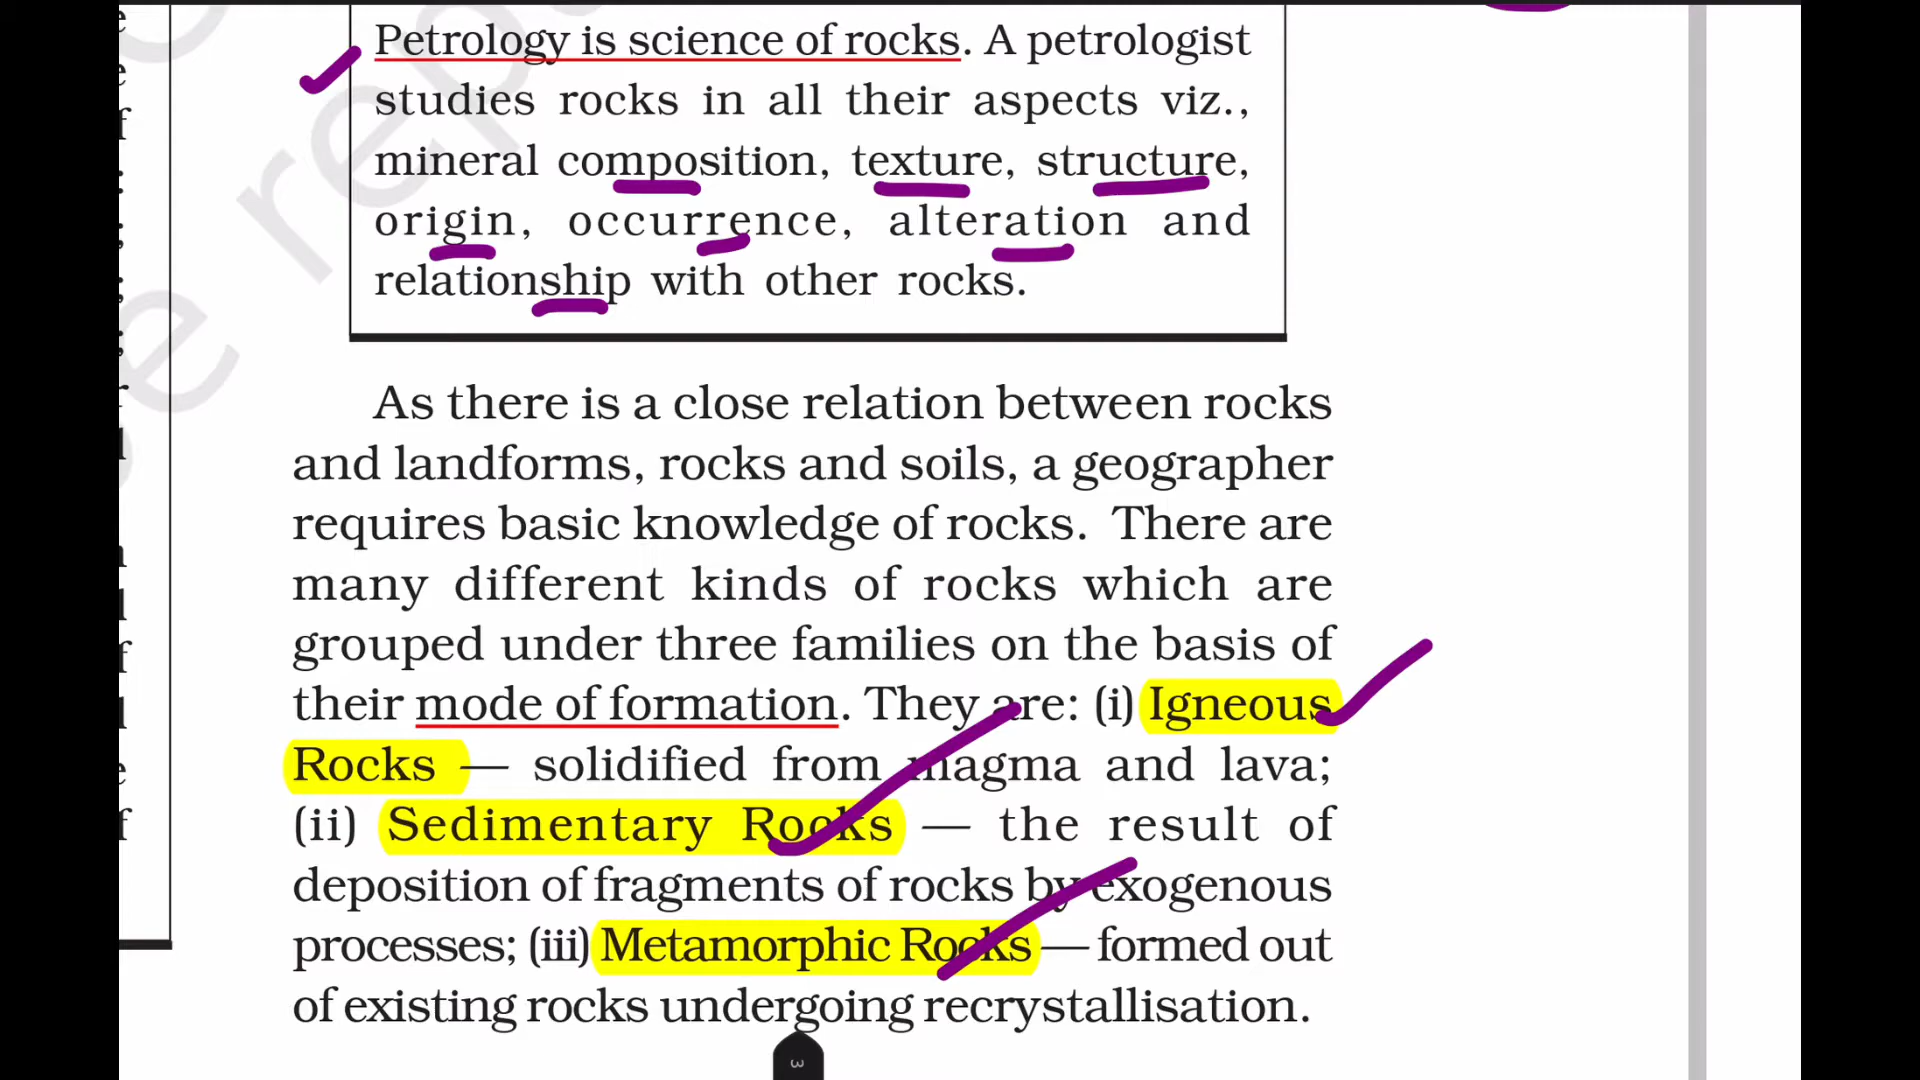 Petrology is science of rocks. A petrologist
studies rocks in all their aspects viz.,
mineral composition, texture, structure,
origin, occurrence, alteration and
relationship with other rocks.
As there is a close relation between rocks
and landforms, rocks and soils, a geographer
requires basic knowledge of rocks. There are
many different kinds of rocks which are
grouped under three families on the basis of
their mode of formation. They are: (i) Igneous
Rocks — solidified from magma and lava;
(ii) Sedimentary Rocks — the result of
deposition of fragments of rocks by exogenous
processes; (iii) Metamorphic Rocks — formed out
of existing rocks undergoing recrystallisation.
3